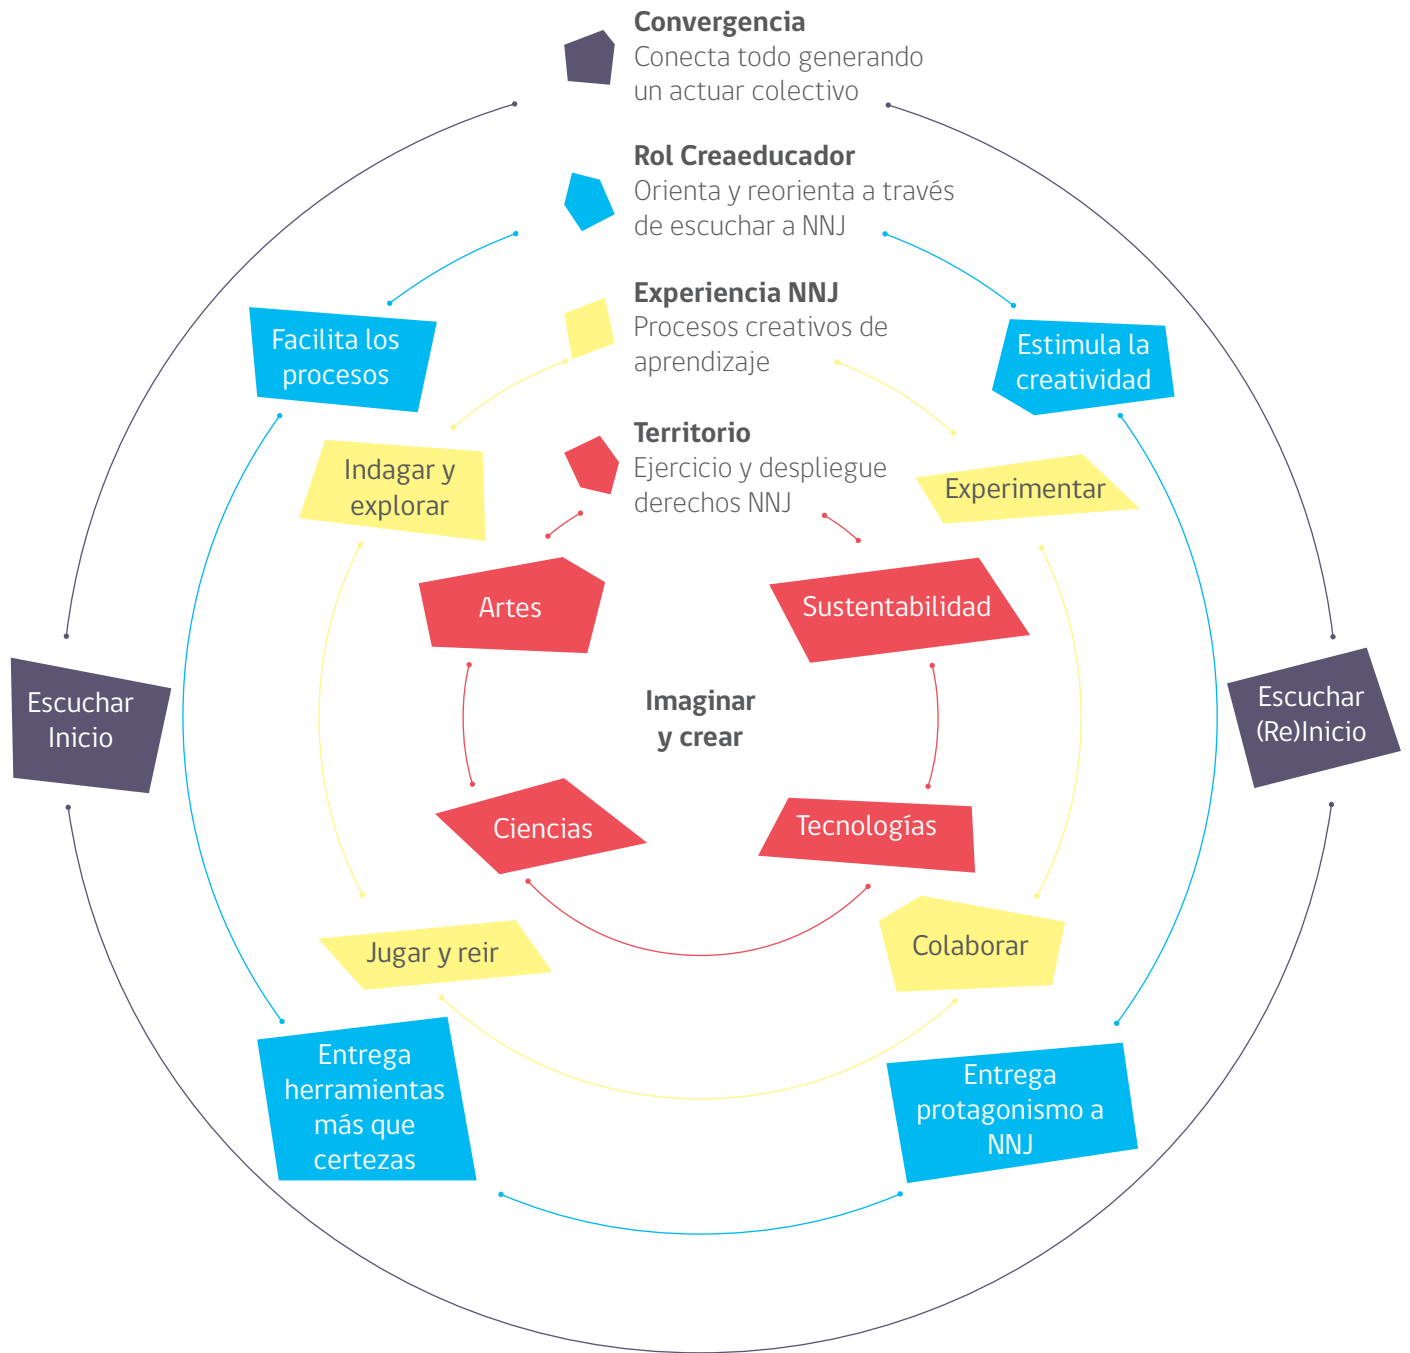 Convergencia
Conecta todo generando
un actuar colectivo
Rol Creaeducador
Orienta y reorienta a través
de escuchar a NNJ
Experiencia NNJ
Procesos creativos de
aprendizaje
Territorio
Ejercicio y despliegue
derechos NNJ
Facilita los
procesos
Estimula la
creatividad
Indagar y
explorar
Experimentar
Artes
Sustentabilidad
Escuchar
Inicio
Imaginar
y crear
Escuchar
(Re)Inicio
Ciencias
Tecnologías
Jugar y reir
Colaborar
Entrega
herramientas
más que
certezas
Entrega
protagonismo a
NNJ